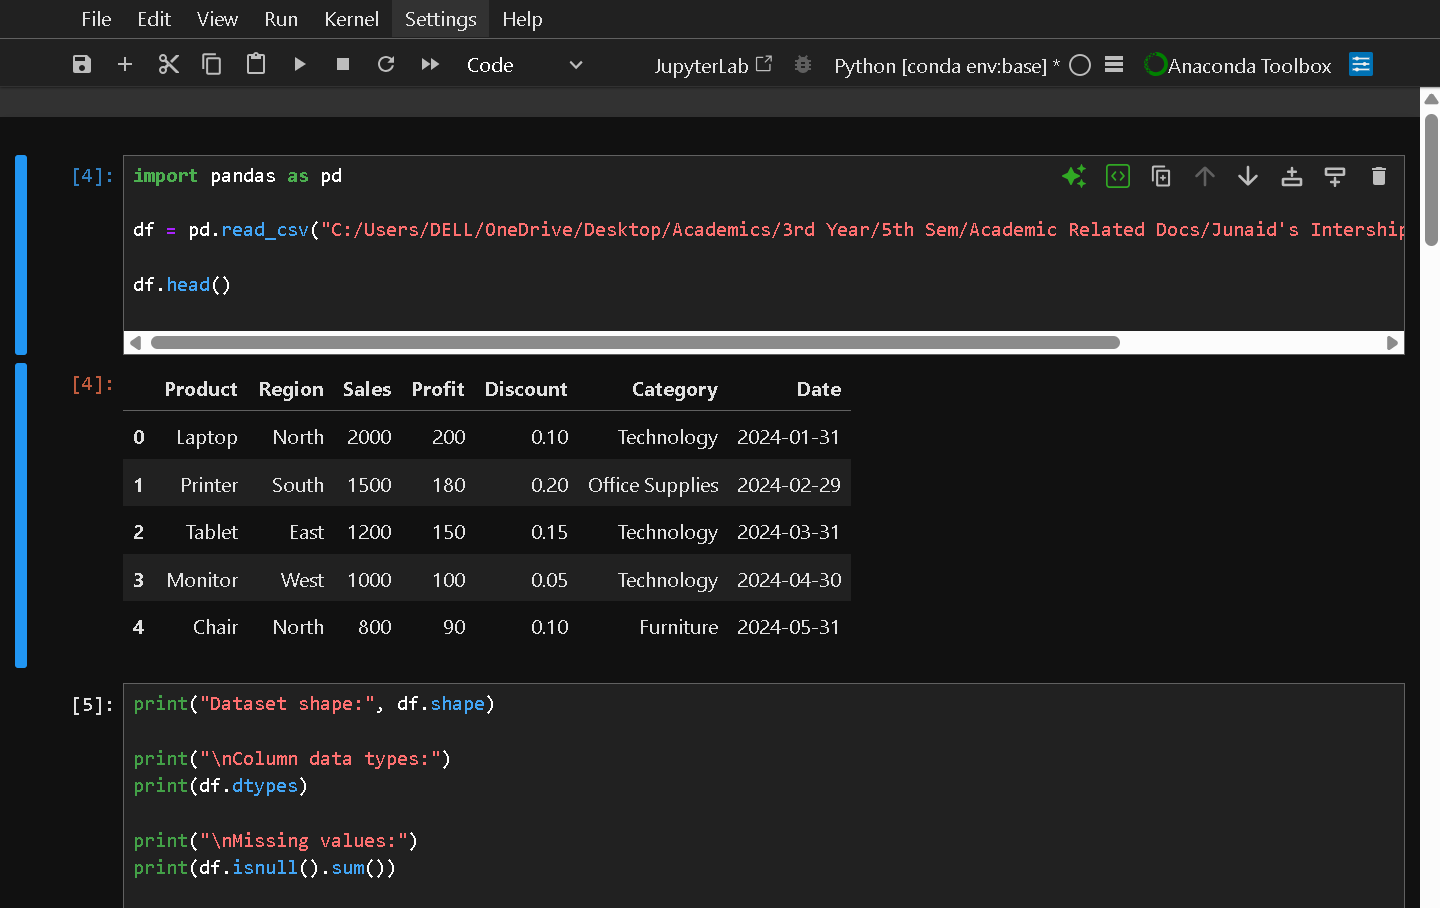 File Edit View Run Kernel Settings Help
Code JupyterLab Python [conda env:base] * Anaconda Toolbox
[4]: import pandas as pd
df = pd.read_csv("C:/Users/DELL/OneDrive/Desktop/Academics/3rd Year/5th Sem/Academic Related Docs/Junaid's Intership
df.head()
[4]: Product Region Sales Profit Discount Category Date
0 Laptop North 2000 200 0.10 Technology 2024-01-31
1 Printer South 1500 180 0.20 Office Supplies 2024-02-29
2 Tablet East 1200 150 0.15 Technology 2024-03-31
3 Monitor West 1000 100 0.05 Technology 2024-04-30
4 Chair North 800 90 0.10 Furniture 2024-05-31
[5]: print("Dataset shape:", df.shape)
print("\nColumn data types:")
print(df.dtypes)
print("\nMissing values:")
print(df.isnull().sum())